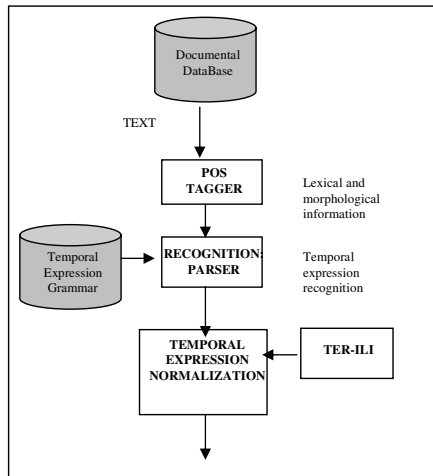 Documental
DataBase
TEXT
POS
TAGGER
Lexical and
morphological
information
RECOGNITION:
PARSER
Temporal
Expression
Grammar
Temporal
expression
recognition
TEMPORAL
EXPRESSION
NORMALIZATION
TER-ILI